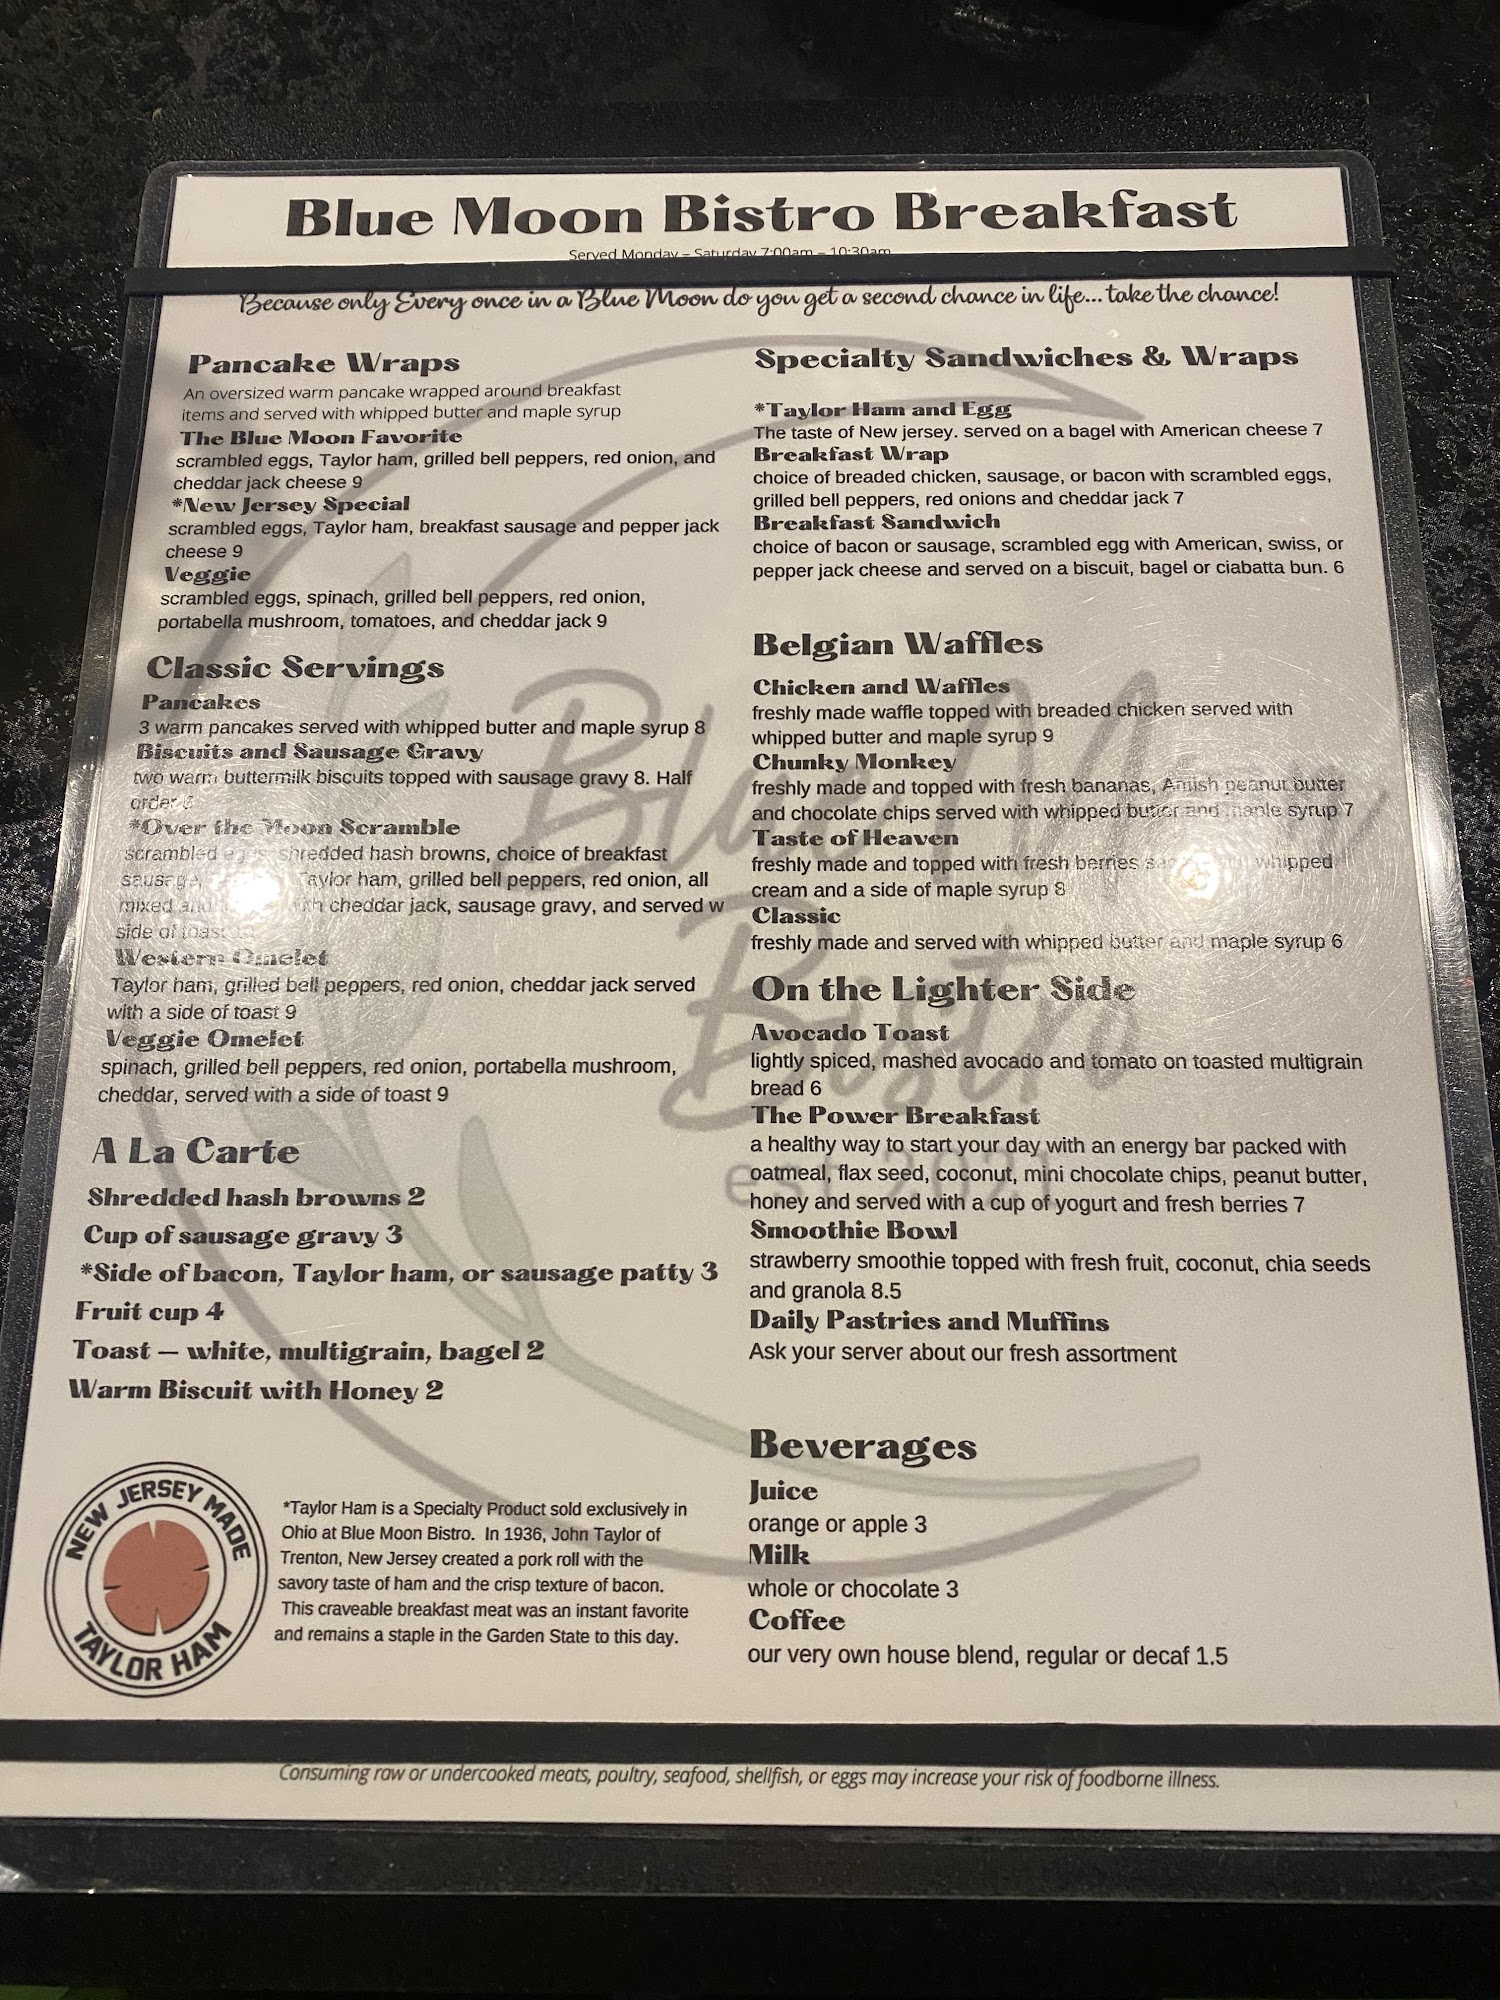 Blue Moon Bistro Breakfast
Served Monday – Saturday 7:00am – 10:30am
Because only Every once in a Blue Moon do you get a second chance in life... take the chance!
Pancake Wraps
An oversized warm pancake wrapped around breakfast
items and served with whipped butter and maple syrup
The Blue Moon Favorite
scrambled eggs, Taylor ham, grilled bell peppers, red onion, and
cheddar jack cheese 9
*New Jersey Special
scrambled eggs, Taylor ham, breakfast sausage and pepper jack
cheese 9
Veggie
scrambled eggs, spinach, grilled bell peppers, red onion,
portabella mushroom, tomatoes, and cheddar jack 9
Classic Servings
Pancakes
3 warm pancakes served with whipped butter and maple syrup 8
Biscuits and Sausage Gravy
two warm buttermilk biscuits topped with sausage gravy 8. Half
order
*Over the Moon Scramble
scrambled eggs, shredded hash browns, choice of breakfast
sausage, Taylor ham, grilled bell peppers, red onion, all
mixed and with cheddar jack, sausage gravy, and served w
side of toast
Western Omelet
Taylor ham, grilled bell peppers, red onion, cheddar jack served
with a side of toast 9
Veggie Omelet
spinach, grilled bell peppers, red onion, portabella mushroom,
cheddar, served with a side of toast 9
A La Carte
Shredded hash browns 2
Cup of sausage gravy 3
*Side of bacon, Taylor ham, or sausage patty 3
Fruit cup 4
Toast – white, multigrain, bagel 2
Warm Biscuit with Honey 2
NEW JERSEY MADE
TAYLOR HAM
*Taylor Ham is a Specialty Product sold exclusively in
Ohio at Blue Moon Bistro. In 1936, John Taylor of
Trenton, New Jersey created a pork roll with the
savory taste of ham and the crisp texture of bacon.
This craveable breakfast meat was an instant favorite
and remains a staple in the Garden State to this day.
Specialty Sandwiches & Wraps
*Taylor Ham and Egg
The taste of New jersey. served on a bagel with American cheese 7
Breakfast Wrap
choice of breaded chicken, sausage, or bacon with scrambled eggs,
grilled bell peppers, red onions and cheddar jack 7
Breakfast Sandwich
choice of bacon or sausage, scrambled egg with American, swiss, or
pepper jack cheese and served on a biscuit, bagel or ciabatta bun. 6
Belgian Waffles
Chicken and Waffles
freshly made waffle topped with breaded chicken served with
whipped butter and maple syrup 9
Chunky Monkey
freshly made and topped with fresh bananas, Amish peanut butter
and chocolate chips served with whipped butter and maple syrup 7
Taste of Heaven
freshly made and topped with fresh berries whipped
cream and a side of maple syrup 8
Classic
freshly made and served with whipped butter and maple syrup 6
On the Lighter Side
Avocado Toast
lightly spiced, mashed avocado and tomato on toasted multigrain
bread 6
The Power Breakfast
a healthy way to start your day with an energy bar packed with
oatmeal, flax seed, coconut, mini chocolate chips, peanut butter,
honey and served with a cup of yogurt and fresh berries 7
Smoothie Bowl
strawberry smoothie topped with fresh fruit, coconut, chia seeds
and granola 8.5
Daily Pastries and Muffins
Ask your server about our fresh assortment
Beverages
Juice
orange or apple 3
Milk
whole or chocolate 3
Coffee
our very own house blend, regular or decaf 1.5
Blue Moon
Bistro
Consuming raw or undercooked meats, poultry, seafood, shellfish, or eggs may increase your risk of foodborne illness.